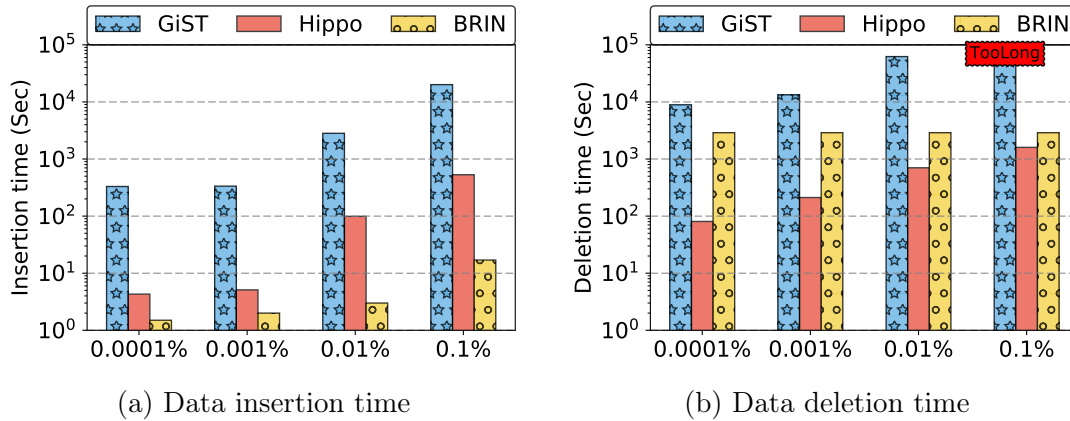 GiST Hippo BRIN
Insertion time (Sec)
10^5
10^4
10^3
10^2
10^1
10^0
0.0001% 0.001% 0.01% 0.1%
(a) Data insertion time
GiST Hippo BRIN
Deletion time (Sec)
10^5
10^4
10^3
10^2
10^1
10^0
TooLong
0.0001% 0.001% 0.01% 0.1%
(b) Data deletion time